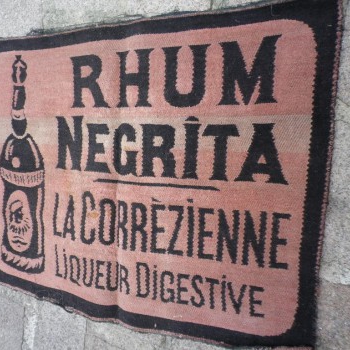 RHUM
NEGRÎTA
LA CORRÈZIENNE
LIQUEUR DIGESTIVE